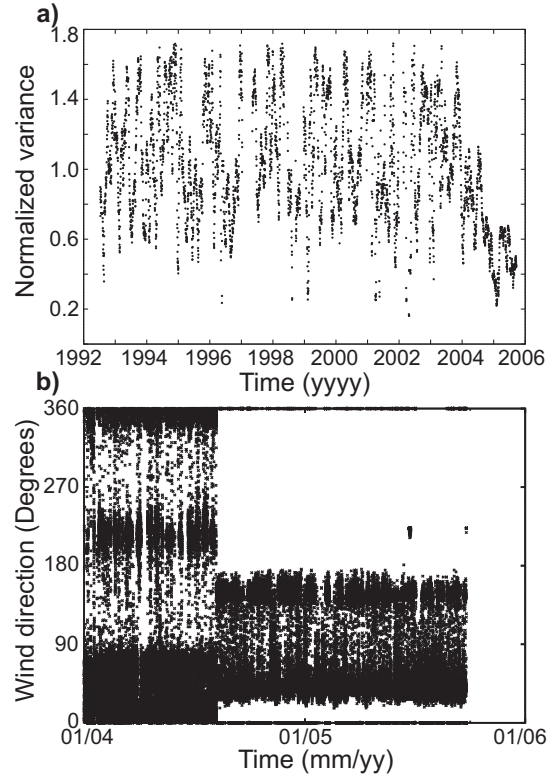 a)
1.8
1.4
1.0
0.6
0.2
Normalized variance
1992 1994 1996 1998 2000 2002 2004 2006
Time (yyyy)
b)
360
270
180
90
0
Wind direction (Degrees)
01/04 01/05 01/06
Time (mm/yy)